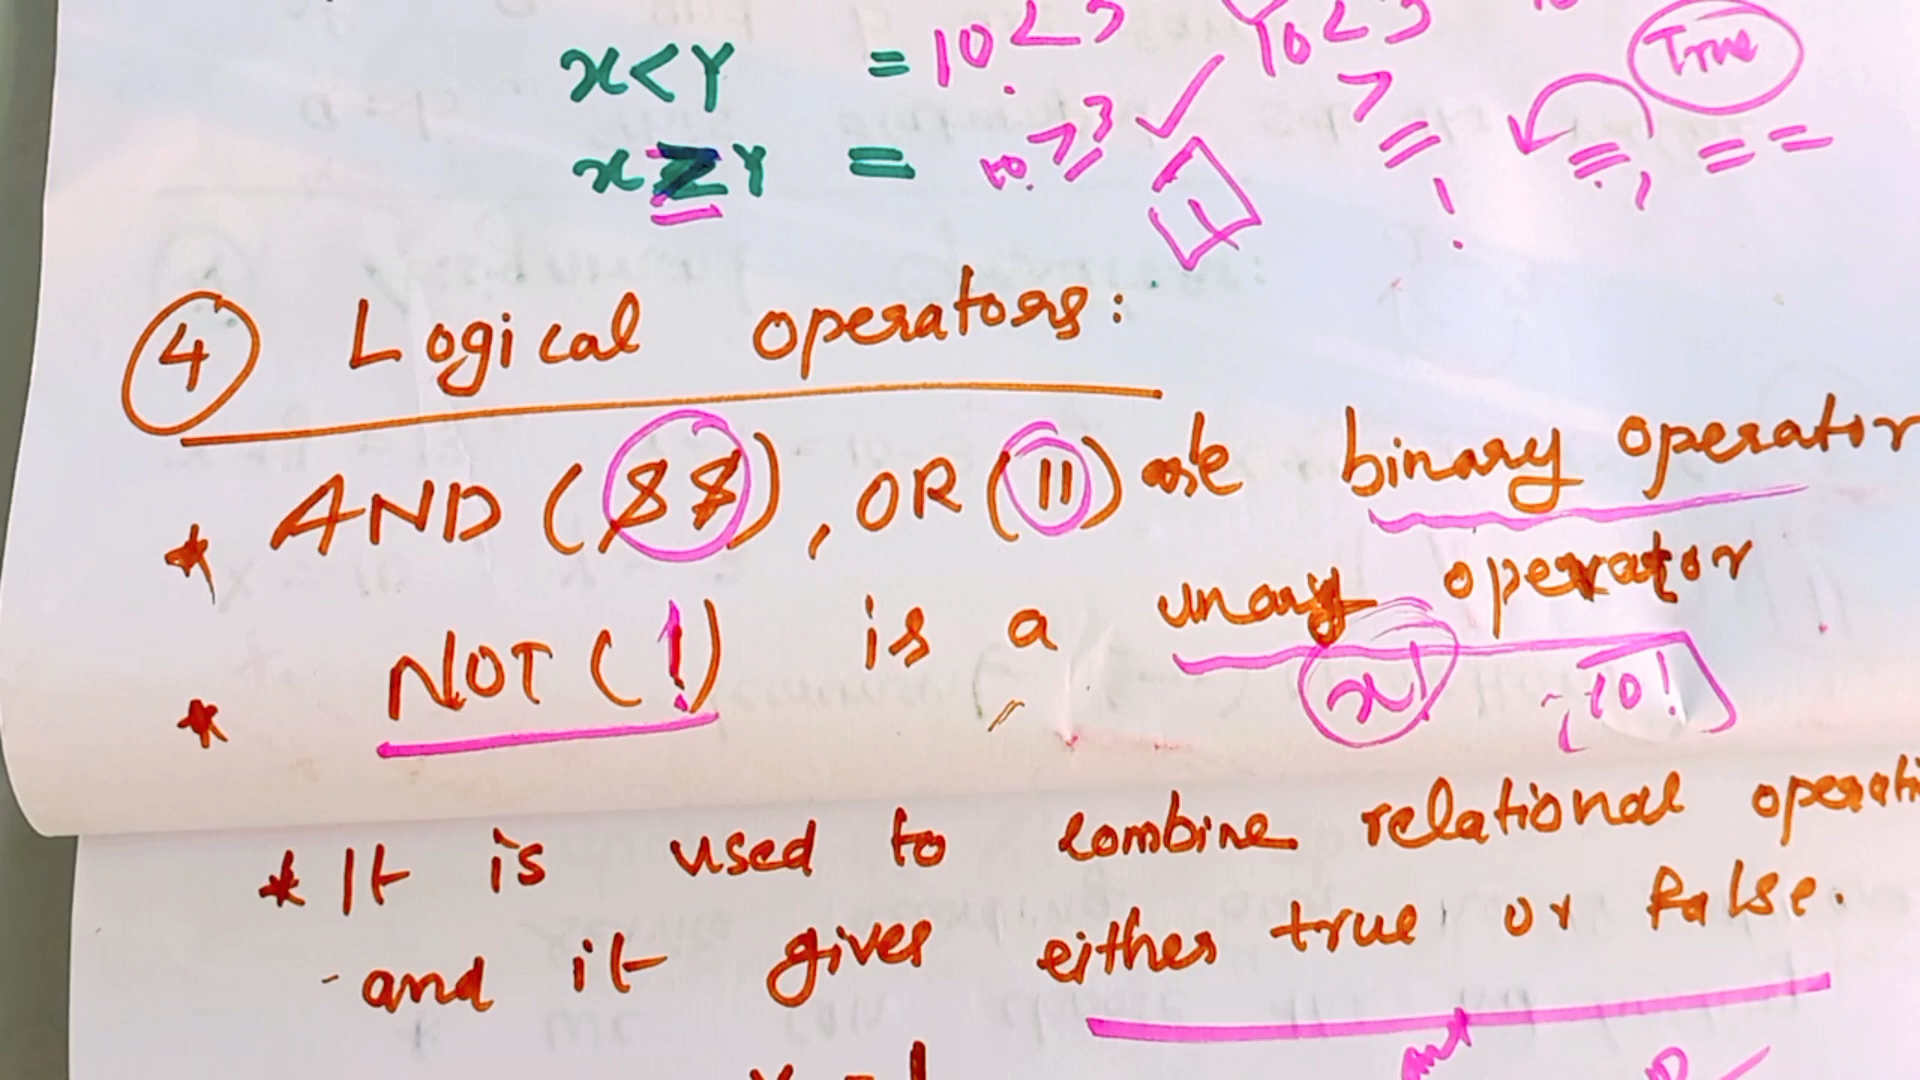 x<Y = 10<3 10<3 True
x≥Y = 10≥3 1 >= ! =, ==
④ Logical operators:
* AND (&&), OR (||) are binary operator
* NOT (!) is a unary operator
x! 10!
* It is used to combine relational
and it gives either true or false.